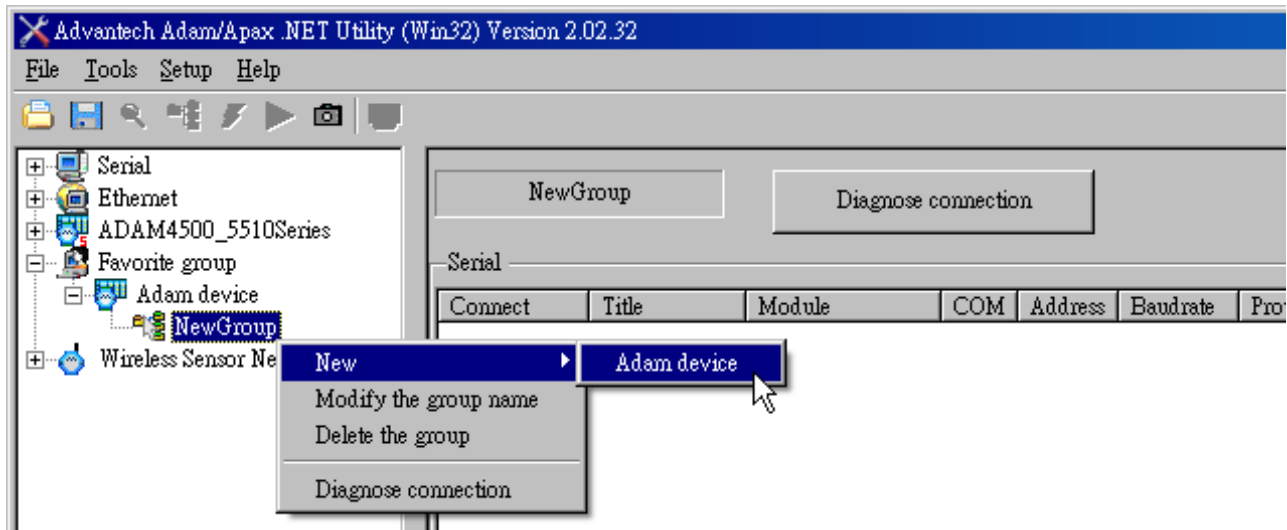 Advantech Adam/Apax .NET Utility (Win32) Version 2.02.32
File Tools Setup Help
Serial
Ethernet
ADAM4500_5510Series
Favorite group
Adam device
NewGroup
Wireless Sensor Ne
NewGroup Diagnose connection
Serial
Connect Title Module COM Address Baudrate Pro
New Adam device
Modify the group name
Delete the group
Diagnose connection